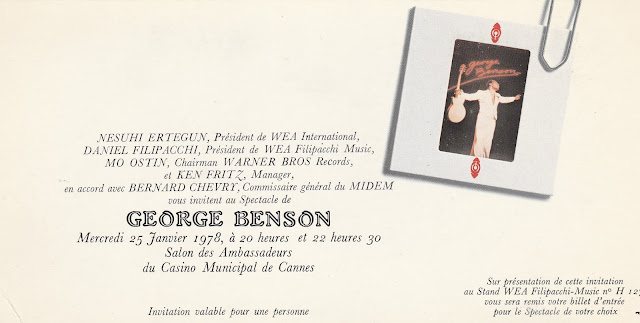 george
Benson
NESUHI ERTEGUN, Président de WEA International,
DANIEL FILIPACCHI, Président de WEA Filipacchi Music,
MO OSTIN, Chairman WARNER BROS Records,
et KEN FRITZ, Manager,
en accord avec BERNARD CHEVRY, Commissaire général du MIDEM
vous invitent au Spectacle de
GEORGE BENSON
Mercredi 25 Janvier 1978, à 20 heures et 22 heures 30
Salon des Ambassadeurs
du Casino Municipal de Cannes
Invitation valable pour une personne
Sur présentation de cette invitation
au Stand WEA Filipacchi-Music nº H
vous sera remis votre billet d'entrée
pour le Spectacle de votre choix